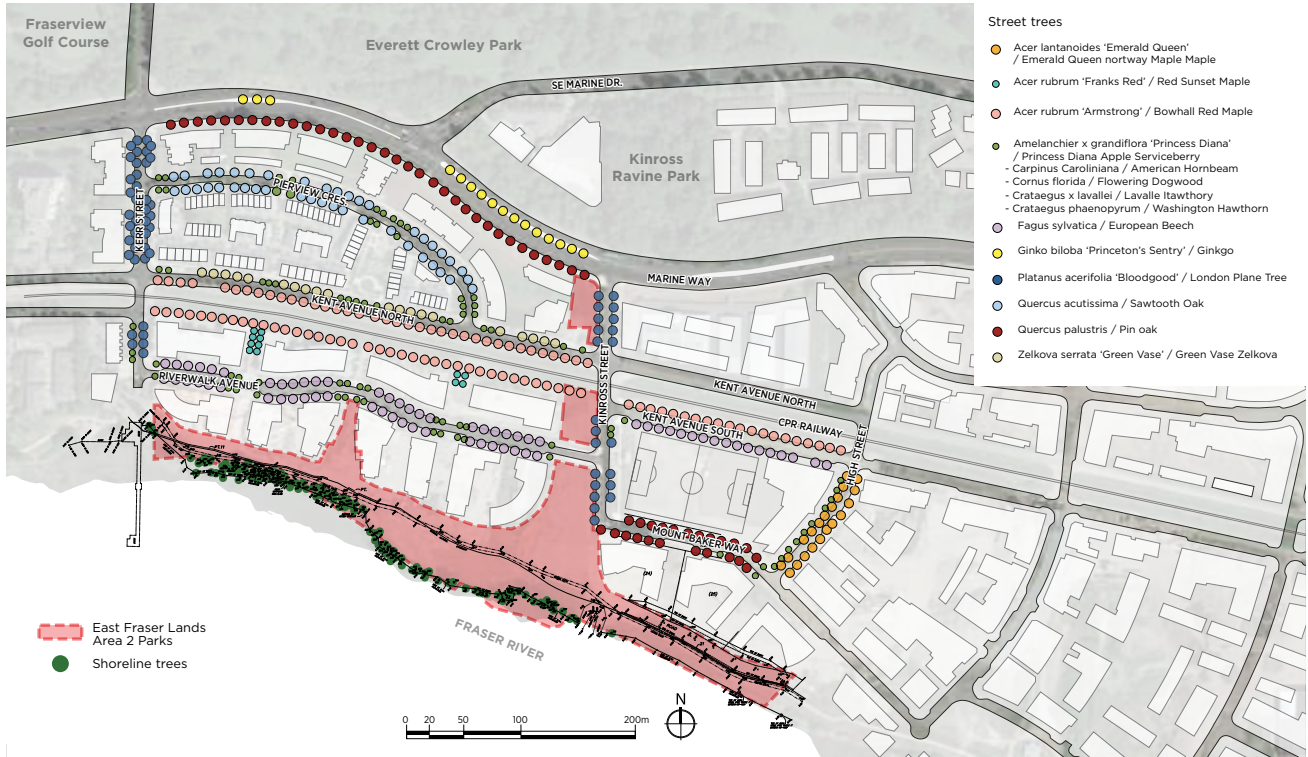 Fraserview
Golf Course
Everett Crowley Park
SE MARINE DR.
Kinross
Ravine Park
KERR STREET
PIERVIEW CRES
MARINE WAY
KENT AVENUE NORTH
KINROSS STREET
RIVERWALK AVENUE
KENT AVENUE NORTH
CPR RAILWAY
KENT AVENUE SOUTH
HIGH STREET
MOUNT BAKER WAY
(24)
(25)
FRASER RIVER
Street trees
Acer lantanoides ‘Emerald Queen’
/ Emerald Queen nortway Maple Maple
Acer rubrum ‘Franks Red’ / Red Sunset Maple
Acer rubrum ‘Armstrong’ / Bowhall Red Maple
Amelanchier x grandiflora ‘Princess Diana’
/ Princess Diana Apple Serviceberry
- Carpinus Caroliniana / American Hornbeam
- Cornus florida / Flowering Dogwood
- Crataegus x lavallei / Lavalle Itawthory
- Crataegus phaenopyrum / Washington Hawthorn
Fagus sylvatica / European Beech
Ginko biloba ‘Princeton’s Sentry’ / Ginkgo
Platanus acerifolia ‘Bloodgood’ / London Plane Tree
Quercus acutissima / Sawtooth Oak
Quercus palustris / Pin oak
Zelkova serrata ‘Green Vase’ / Green Vase Zelkova
East Fraser Lands
Area 2 Parks
Shoreline trees
0 20 50 100 200m
N